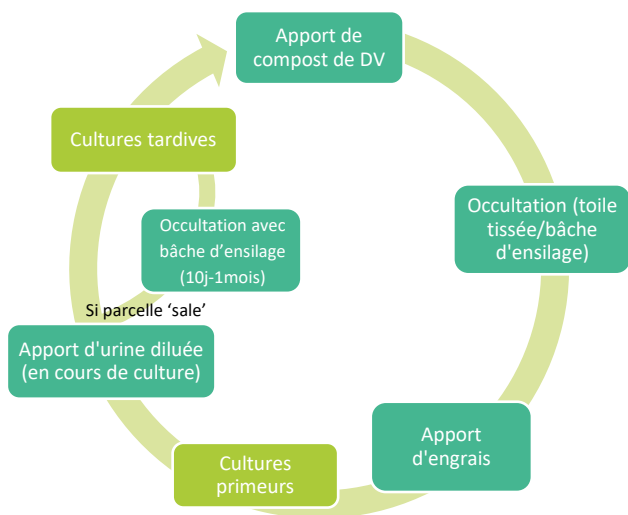 Apport de
compost de DV
Cultures tardives
Occultation (toile
tissée/bâche
d'ensilage)
Occultation avec
bâche d’ensilage
(10j-1mois)
Si parcelle ‘sale’
Apport d'urine diluée
(en cours de culture)
Apport
d'engrais
Cultures
primeurs